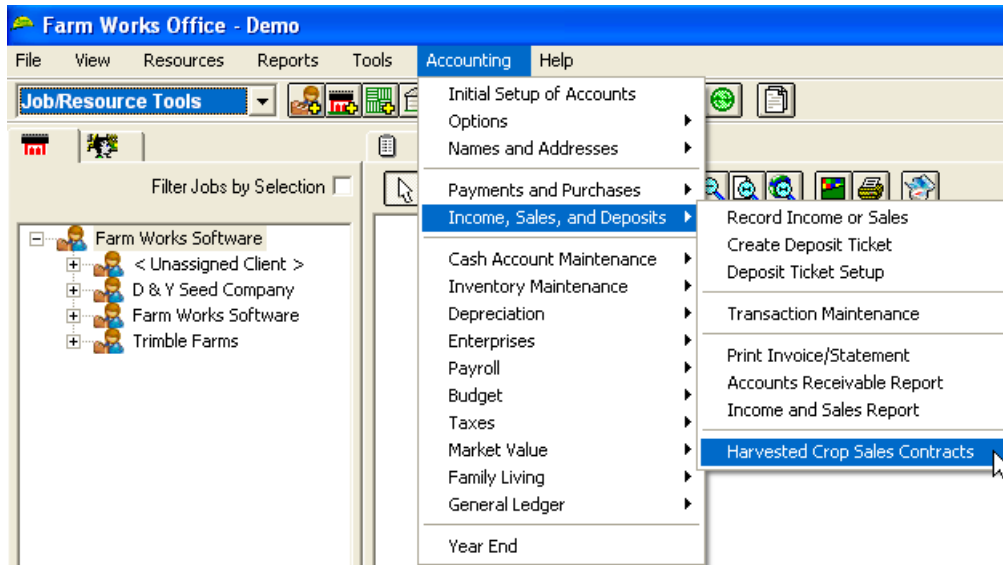 Farm Works Office - Demo
File View Resources Reports Tools Accounting Help
Job/Resource Tools
Filter Jobs by Selection
Farm Works Software
< Unassigned Client >
D & Y Seed Company
Farm Works Software
Trimble Farms
Initial Setup of Accounts
Options
Names and Addresses
Payments and Purchases
Income, Sales, and Deposits
Cash Account Maintenance
Inventory Maintenance
Depreciation
Enterprises
Payroll
Budget
Taxes
Market Value
Family Living
General Ledger
Year End
Record Income or Sales
Create Deposit Ticket
Deposit Ticket Setup
Transaction Maintenance
Print Invoice/Statement
Accounts Receivable Report
Income and Sales Report
Harvested Crop Sales Contracts